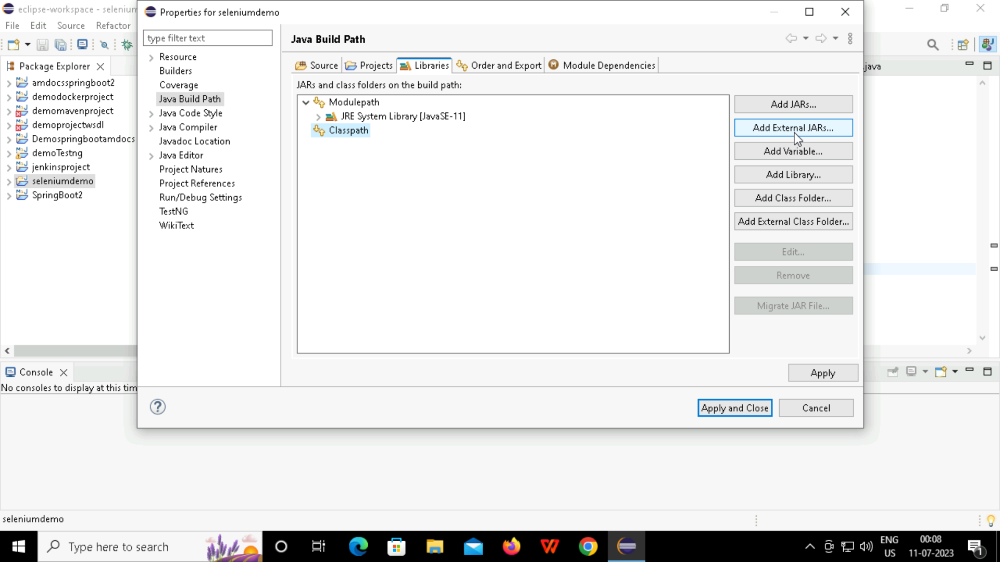 eclipse-workspace - selenium
Properties for seleniumdemo
File Edit Source Refactor
type filter text
Java Build Path
Package Explorer
java
Resource
Builders
Coverage
Java Build Path
Java Code Style
Java Compiler
Javadoc Location
Java Editor
Project Natures
Project References
Run/Debug Settings
TestNG
WikiText
Source Projects Libraries Order and Export Module Dependencies
JARs and class folders on the build path:
Modulepath
JRE System Library [JavaSE-11]
Classpath
Add JARs...
Add External JARs...
Add Variable...
Add Library...
Add Class Folder...
Add External Class Folder...
Edit...
Remove
Migrate JAR File...
Apply
Apply and Close Cancel
amdocsspringboot2
demodockerproject
demomavenproject
demoprojectwsdl
Demospringbootamdocs
demoTestng
jenkinsproject
seleniumdemo
SpringBoot2
Console
No consoles to display at this tim
seleniumdemo
Type here to search
ENG
US
00:08
11-07-2023
1